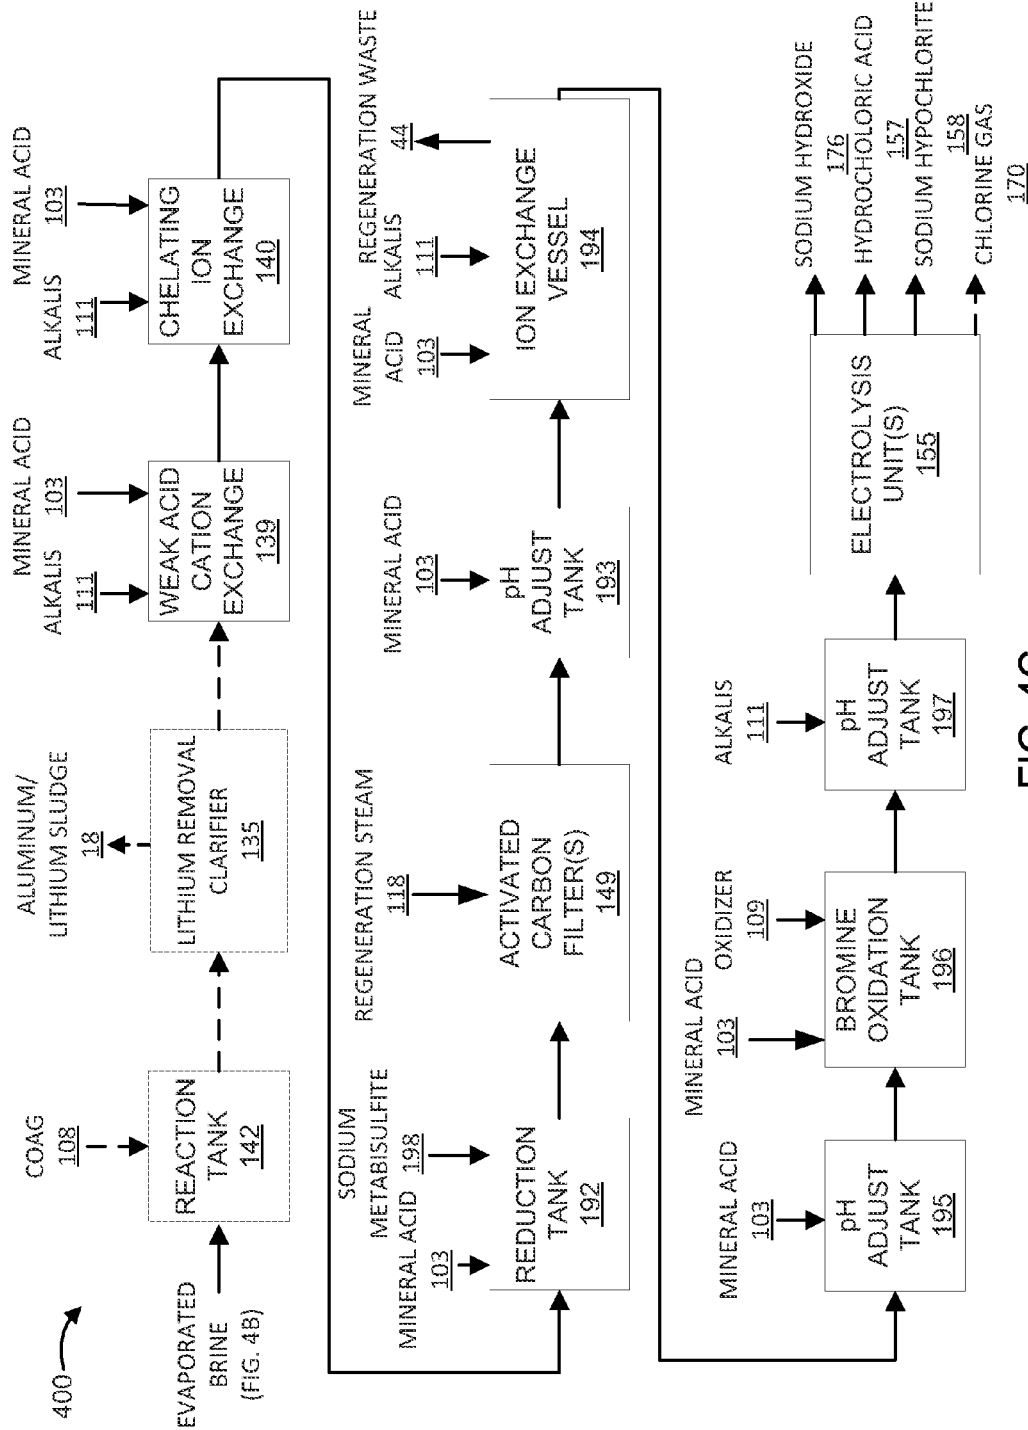 400
EVAPORATED
BRINE
(FIG. 4B)
COAG
108
REACTION
TANK
142
ALUMINUM/
LITHIUM SLUDGE
18
LITHIUM REMOVAL
CLARIFIER
135
ALKALIS
111
MINERAL ACID
103
WEAK ACID
CATION
EXCHANGE
139
ALKALIS
111
MINERAL ACID
103
CHELATING
ION
EXCHANGE
140
SODIUM
METABISULFITE
198
MINERAL ACID
103
REDUCTION
TANK
192
REGENERATION STEAM
118
ACTIVATED
CARBON
FILTER(S)
149
MINERAL ACID
103
pH
ADJUST
TANK
193
MINERAL
ACID
103
ALKALIS
111
REGENERATION WASTE
44
ION EXCHANGE
VESSEL
194
MINERAL ACID
103
pH
ADJUST
TANK
195
MINERAL ACID
103
OXIDIZER
109
BROMINE
OXIDATION
TANK
196
ALKALIS
111
pH
ADJUST
TANK
197
ELECTROLYSIS
UNIT(S)
155
SODIUM HYDROXIDE
176
HYDROCHOLORIC ACID
157
SODIUM HYPOCHLORITE
158
CHLORINE GAS
170